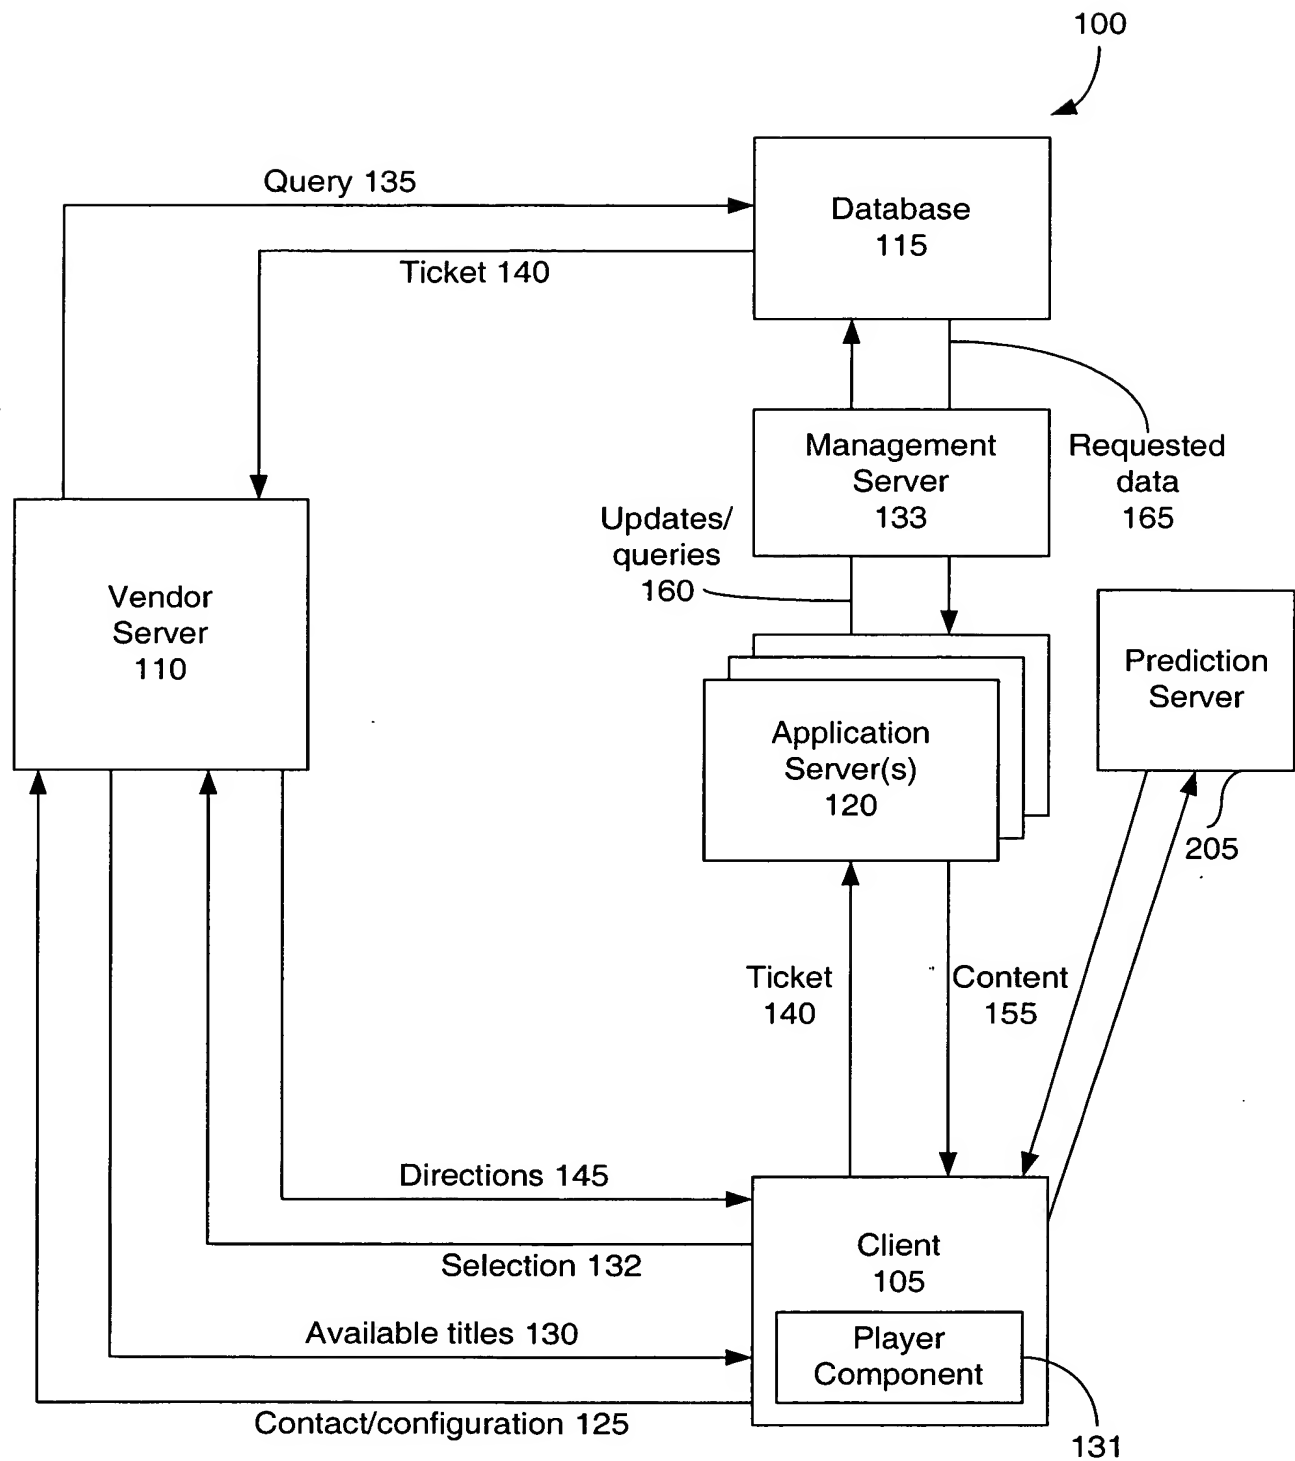 100
Query 135
Database
115
Ticket 140
Management
Server
133
Requested
data
165
Updates/
queries
160
Vendor
Server
110
Prediction
Server
Application
Server(s)
120
205
Ticket
140
Content
155
Directions 145
Client
105
Selection 132
Available titles 130
Player
Component
Contact/configuration 125
131